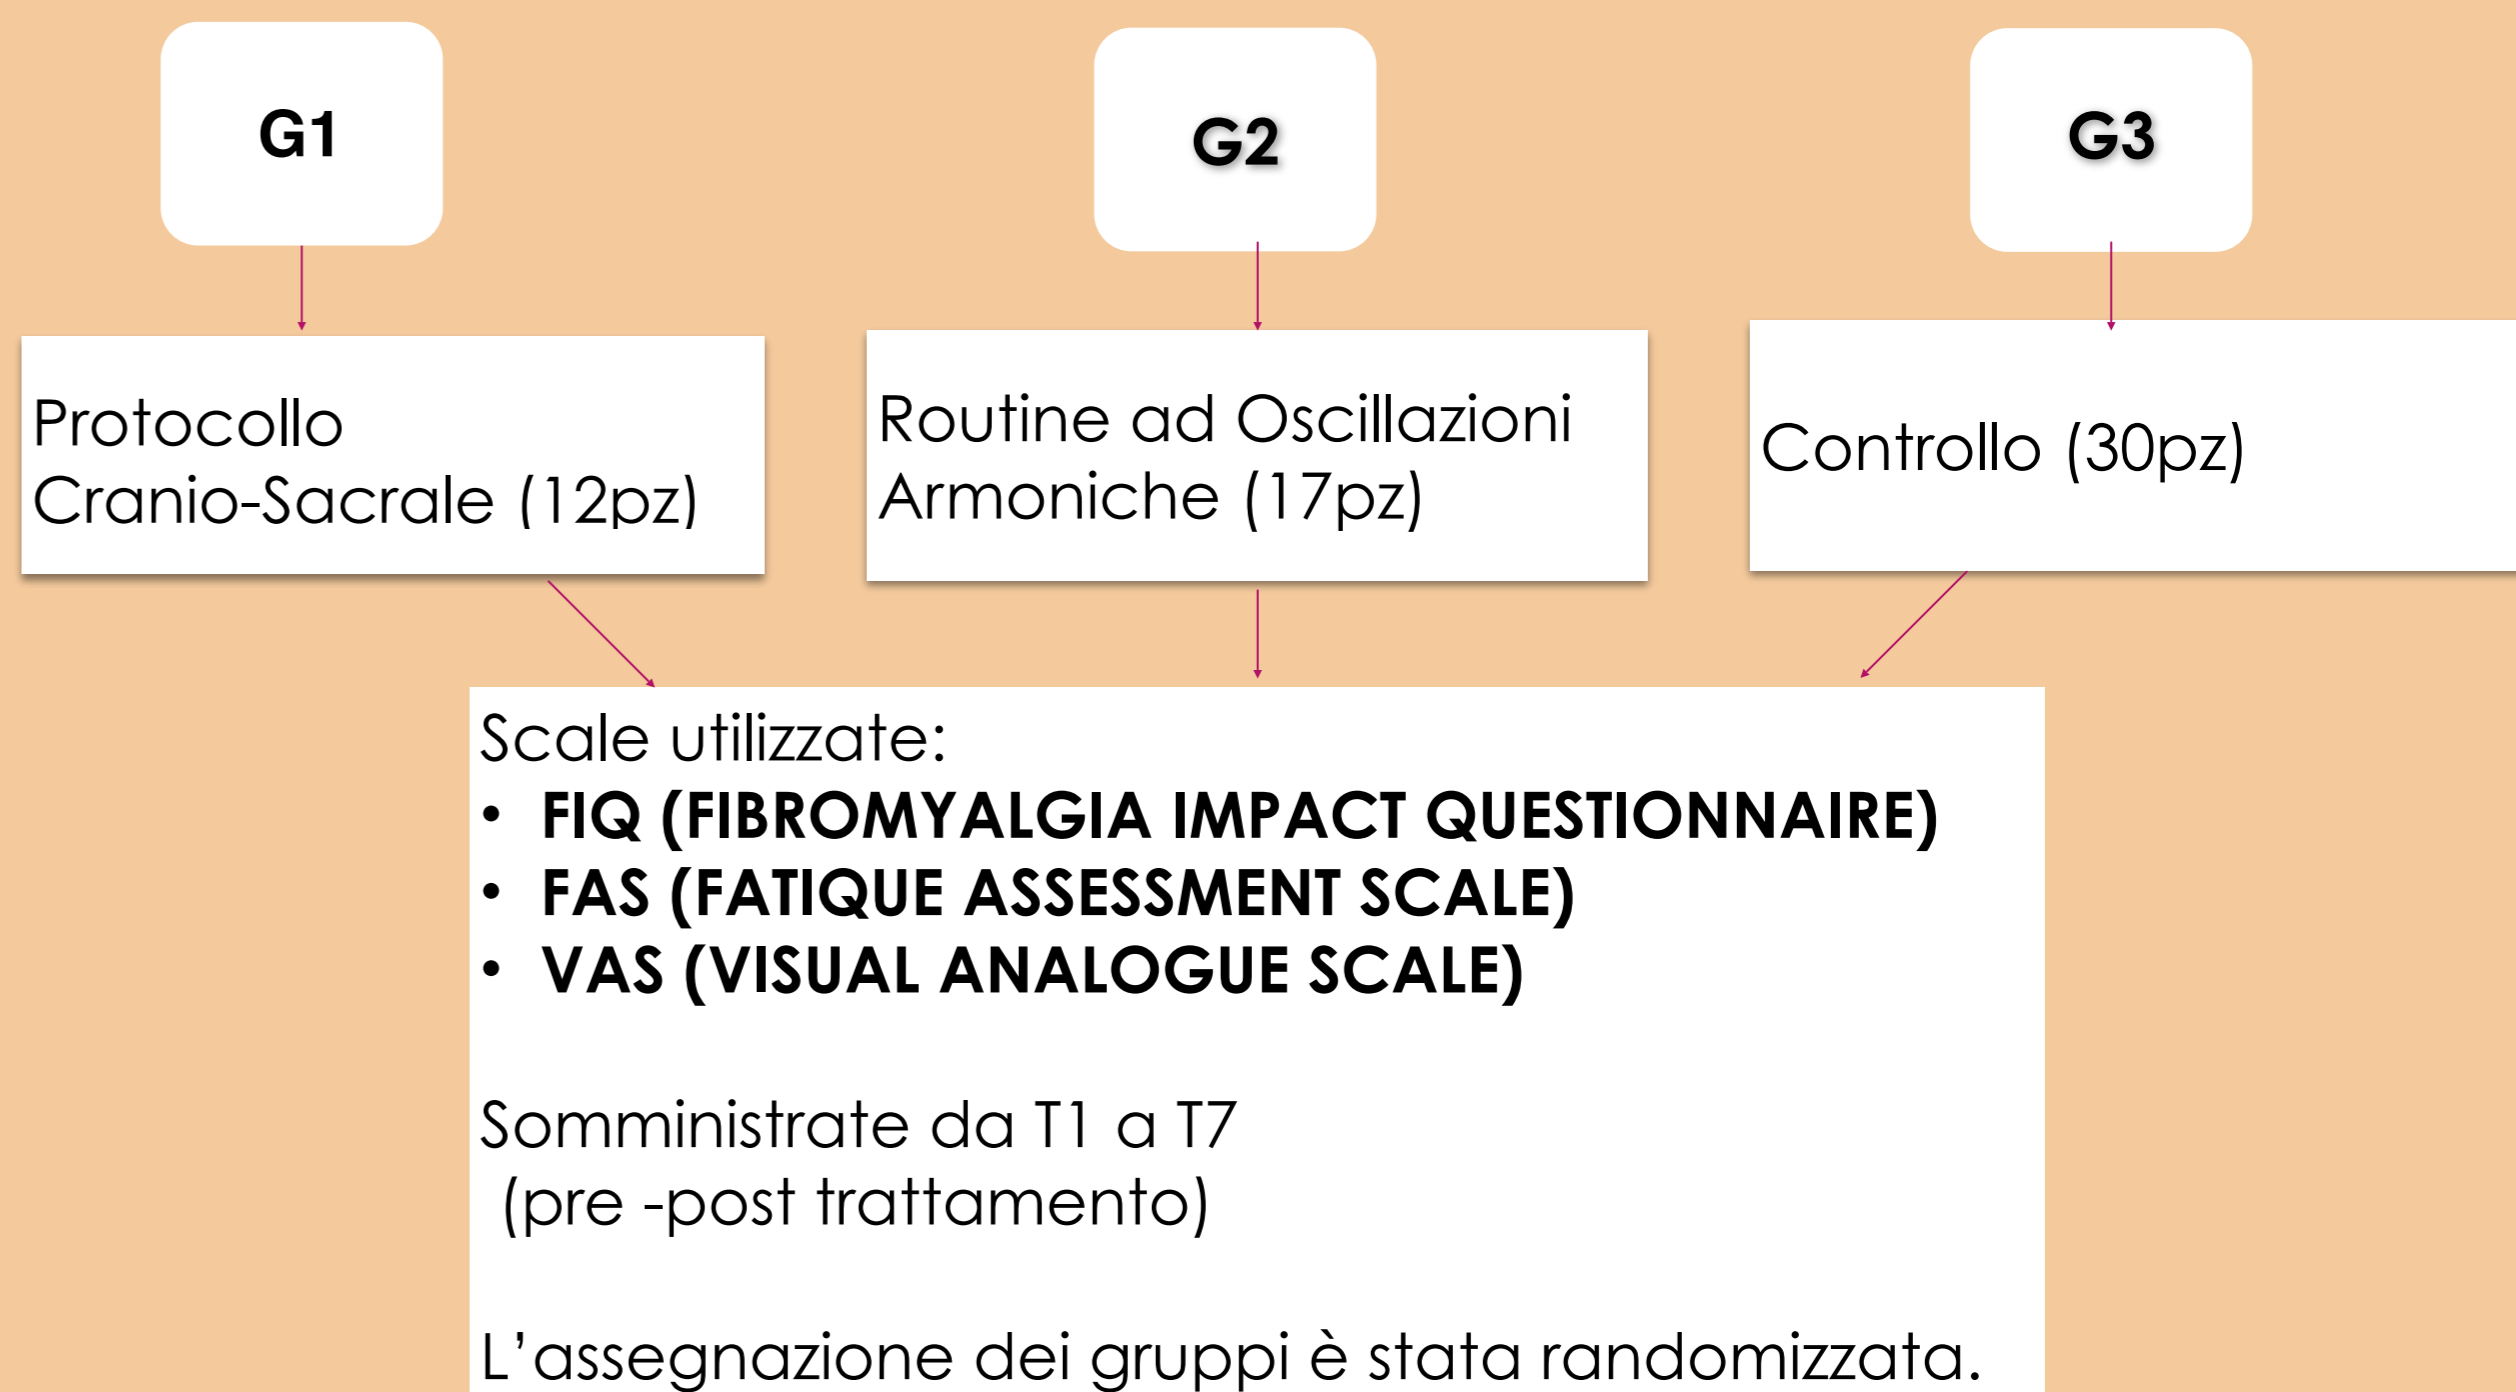 G1
G2
G3
Protocollo
Cranio-Sacrale (12pz)
Routine ad Oscillazioni
Armoniche (17pz)
Controllo (30pz)
Scale utilizzate:
• FIQ (FIBROMYALGIA IMPACT QUESTIONNAIRE)
• FAS (FATIQUE ASSESSMENT SCALE)
• VAS (VISUAL ANALOGUE SCALE)
Somministrate da T1 a T7
(pre -post trattamento)
L’assegnazione dei gruppi è stata randomizzata.